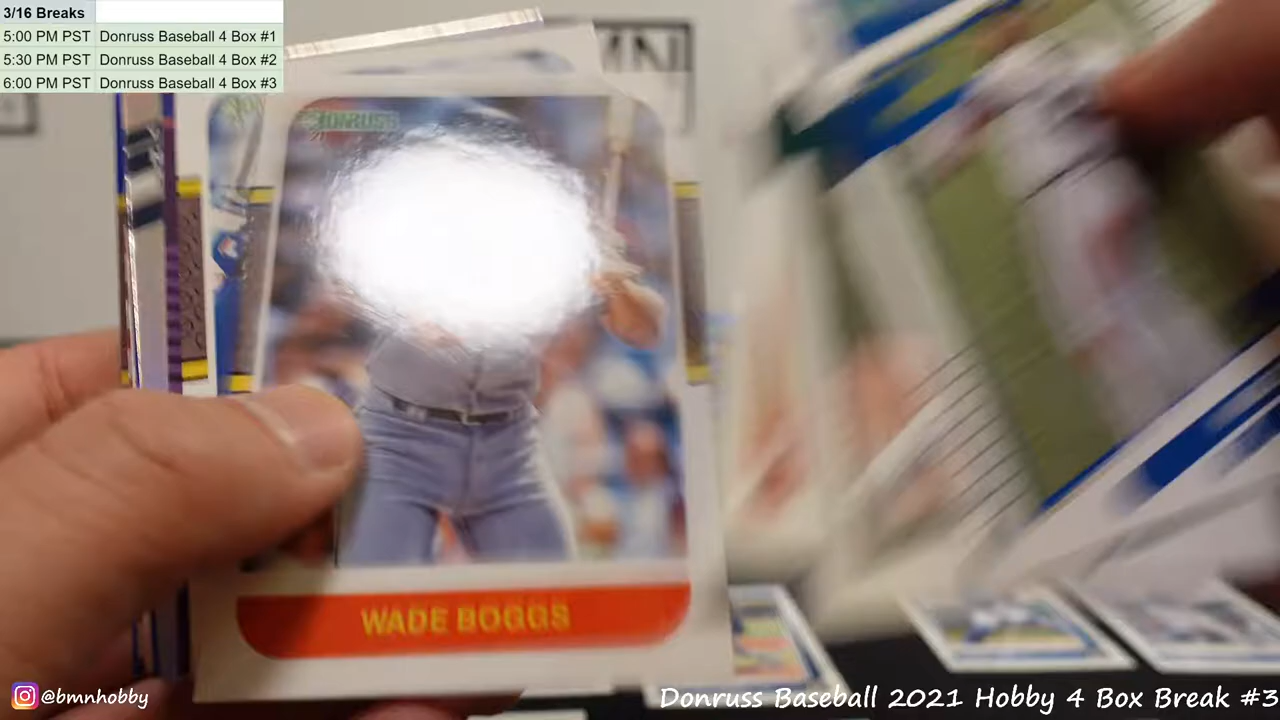 3/16 Breaks
5:00 PM PST Donruss Baseball 4 Box #1
5:30 PM PST Donruss Baseball 4 Box #2
6:00 PM PST Donruss Baseball 4 Box #3
DONRUSS
WADE BOGGS
@bmnhobby
Donruss Baseball 2021 Hobby 4 Box Break #3